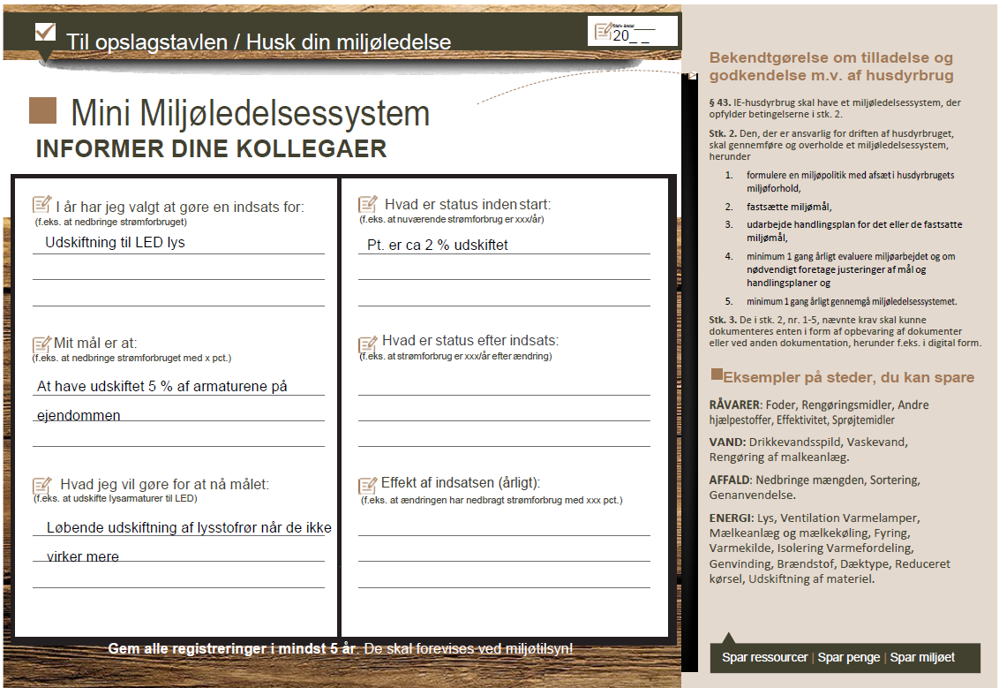 Til opslagstavlen / Husk din miljøledelse
Skriv årstal
20_ _
Mini Miljøledelsessystem
INFORMER DINE KOLLEGAER
I år har jeg valgt at gøre en indsats for:
(f.eks. at nedbringe strømforbruget)
Udskiftning til LED lys
Mit mål er at:
(f.eks. at nedbringe strømforbruget med x pct.)
At have udskiftet 5 % af armaturene på
ejendommen
Hvad jeg vil gøre for at nå målet:
(f.eks. at udskifte lysarmaturer til LED)
Løbende udskiftning af lysstofrør når de ikke
virker mere
Hvad er status inden start:
(f.eks. at nuværende strømforbrug er xxx/år)
Pt. er ca 2 % udskiftet
Hvad er status efter indsats:
(f.eks. at strømforbrug er xxx/år efter ændring)
Effekt af indsatsen (årligt):
(f.eks. at ændringen har nedbragt strømforbrug med xxx pct.)
Gem alle registreringer i mindst 5 år. De skal forevises ved miljøtilsyn!
Bekendtgørelse om tilladelse og
godkendelse m.v. af husdyrbrug
§ 43. IE-husdyrbrug skal have et miljøledelsessystem, der
opfylder betingelserne i stk. 2.
Stk. 2. Den, der er ansvarlig for driften af husdyrbruget,
skal gennemføre og overholde et miljøledelsessystem,
herunder
1. formulere en miljøpolitik med afsæt i husdyrbrugets
miljøforhold,
2. fastsætte miljømål,
3. udarbejde handlingsplan for det eller de fastsatte
miljømål,
4. minimum 1 gang årligt evaluere miljøarbejdet og om
nødvendigt foretage justeringer af mål og
handlingsplaner og
5. minimum 1 gang årligt gennemgå miljøledelsessystemet.
Stk. 3. De i stk. 2, nr. 1-5, nævnte krav skal kunne
dokumenteres enten i form af opbevaring af dokumenter
eller ved anden dokumentation, herunder f.eks. i digital form.
Eksempler på steder, du kan spare
RÅVARER: Foder, Rengøringsmidler, Andre
hjælpestoffer, Effektivitet, Sprøjtemidler
VAND: Drikkevandsspild, Vaskevand,
Rengøring af malkeanlæg.
AFFALD: Nedbringe mængden, Sortering,
Genanvendelse.
ENERGI: Lys, Ventilation Varmelamper,
Mælkeanlæg og mælkekøling, Fyring,
Varmekilde, Isolering Varmefordeling,
Genvinding, Brændstof, Dæktype, Reduceret
kørsel, Udskiftning af materiel.
Spar ressourcer | Spar penge | Spar miljøet